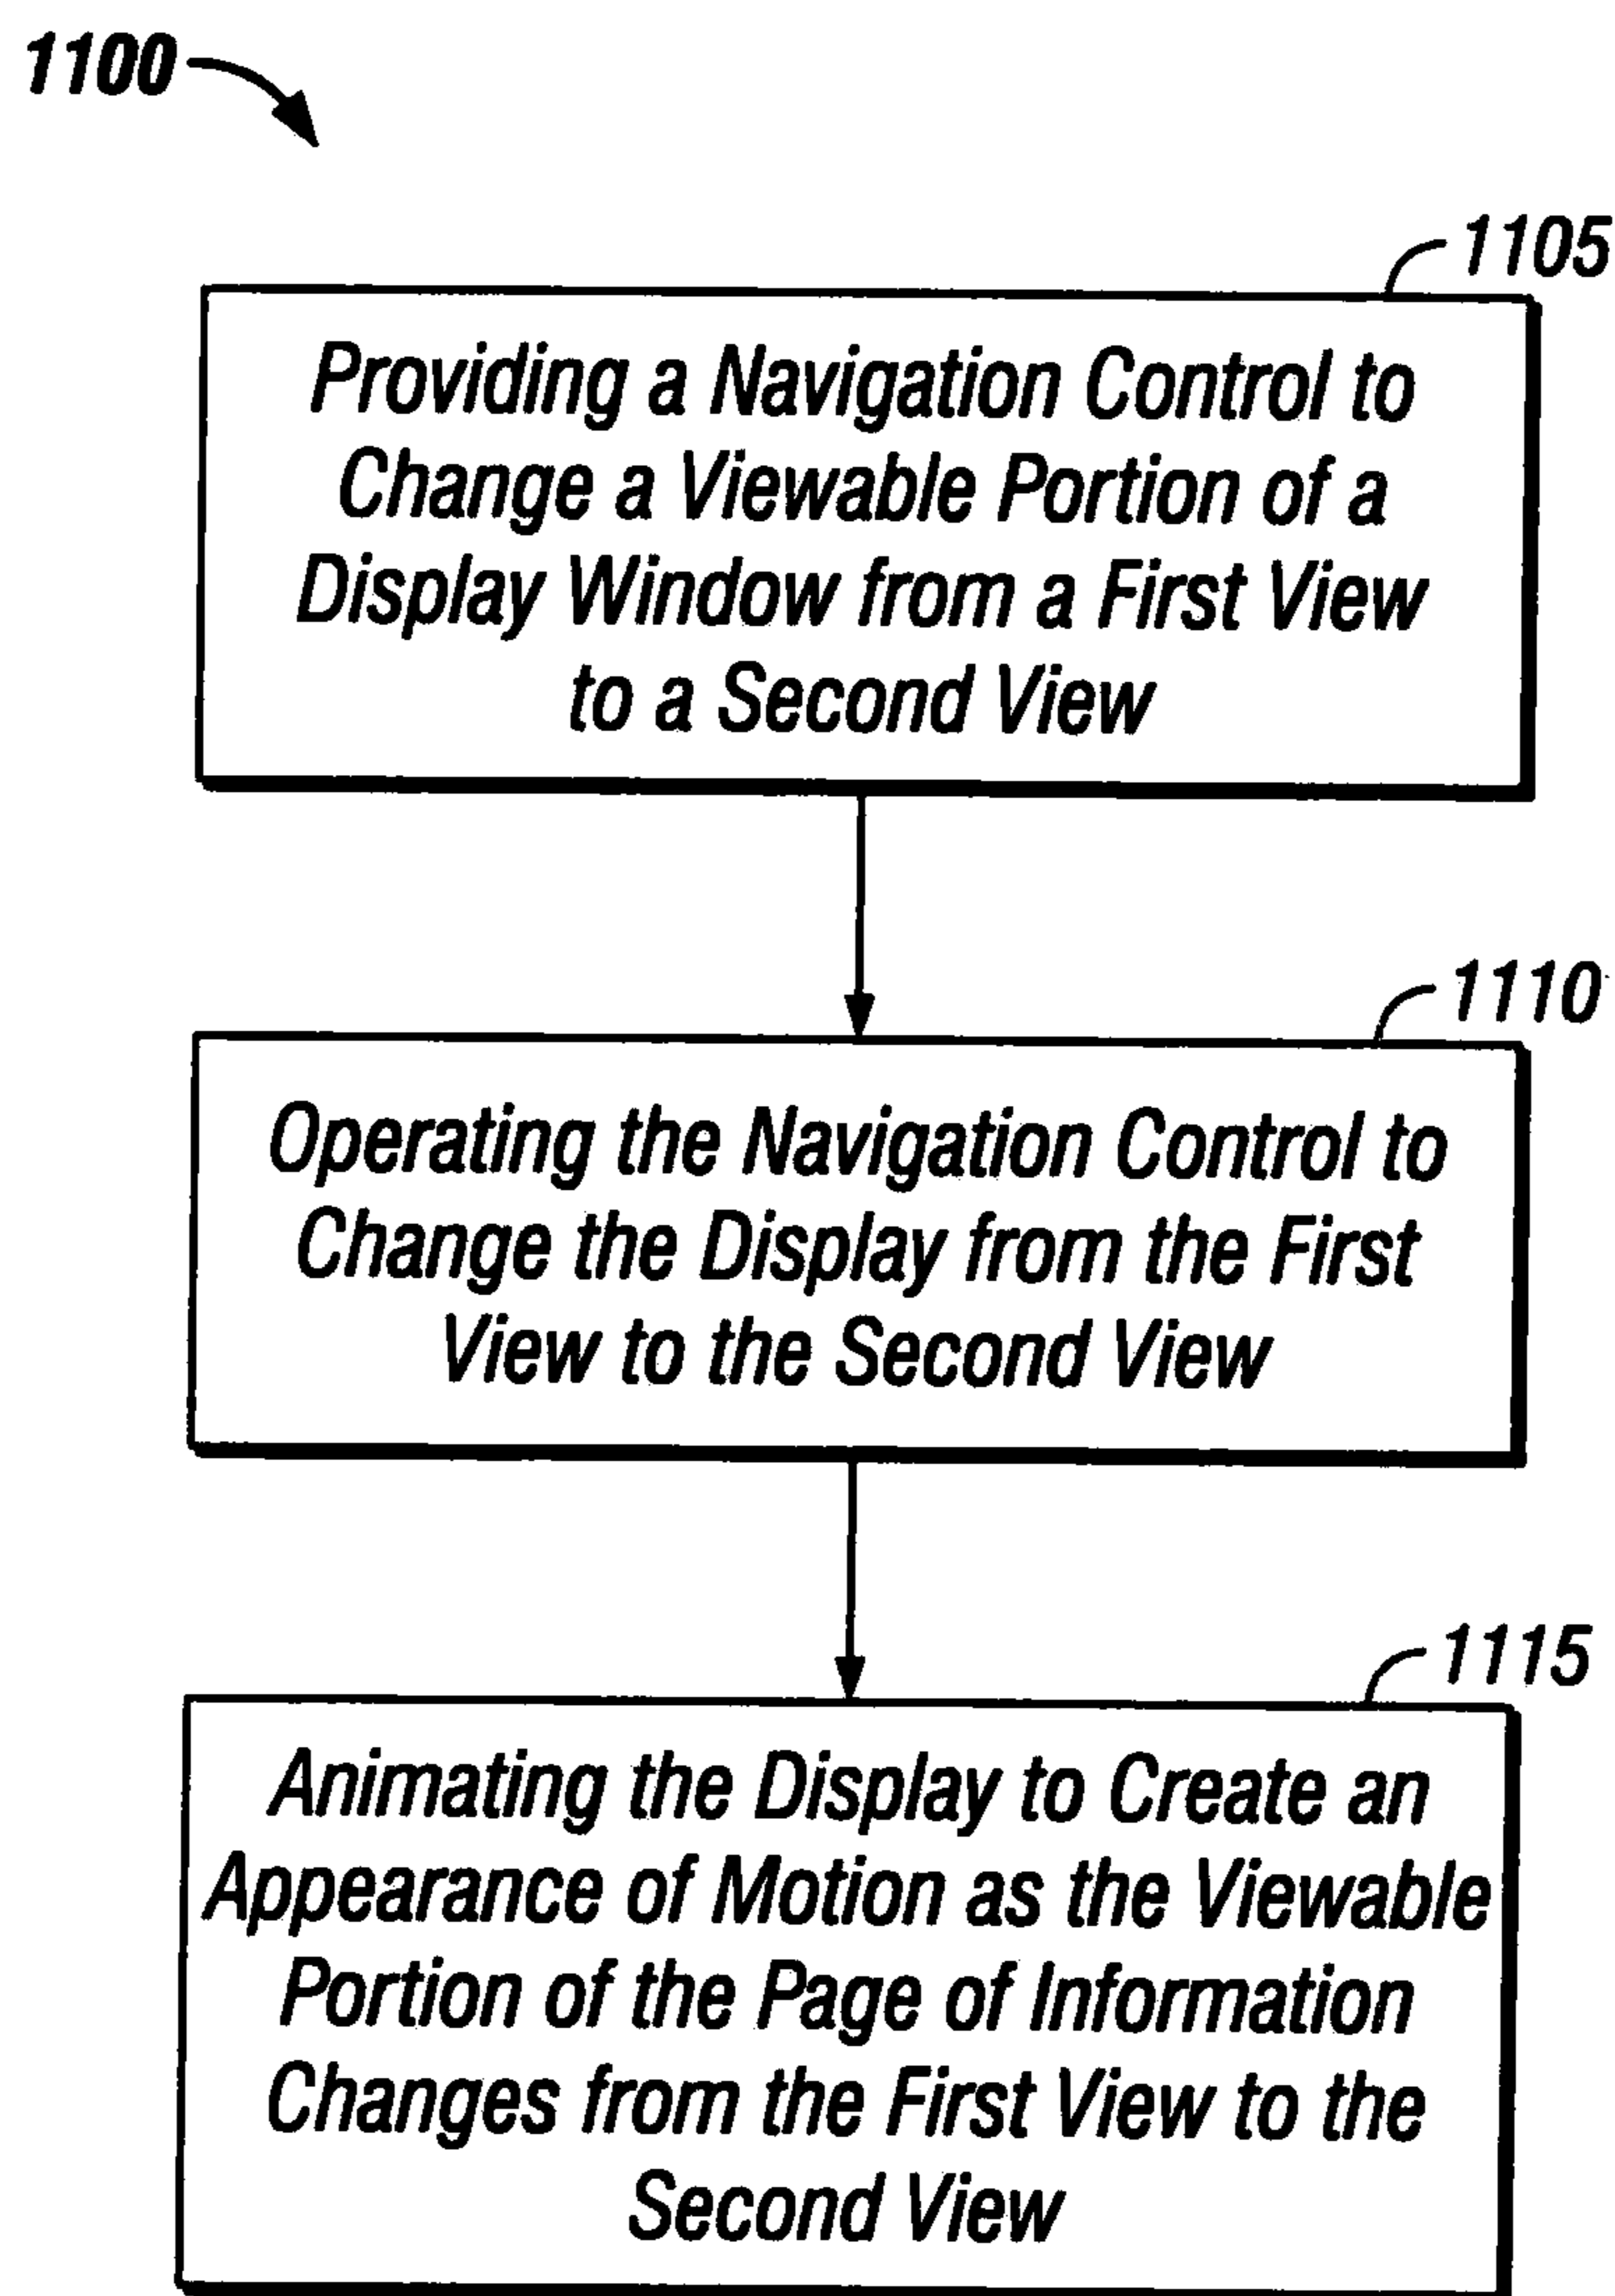 1100
1105
Providing a Navigation Control to
Change a Viewable Portion of a
Display Window from a First View
to a Second View
1110
Operating the Navigation Control to
Change the Display from the First
View to the Second View
1115
Animating the Display to Create an
Appearance of Motion as the Viewable
Portion of the Page of Information
Changes from the First View to the
Second View